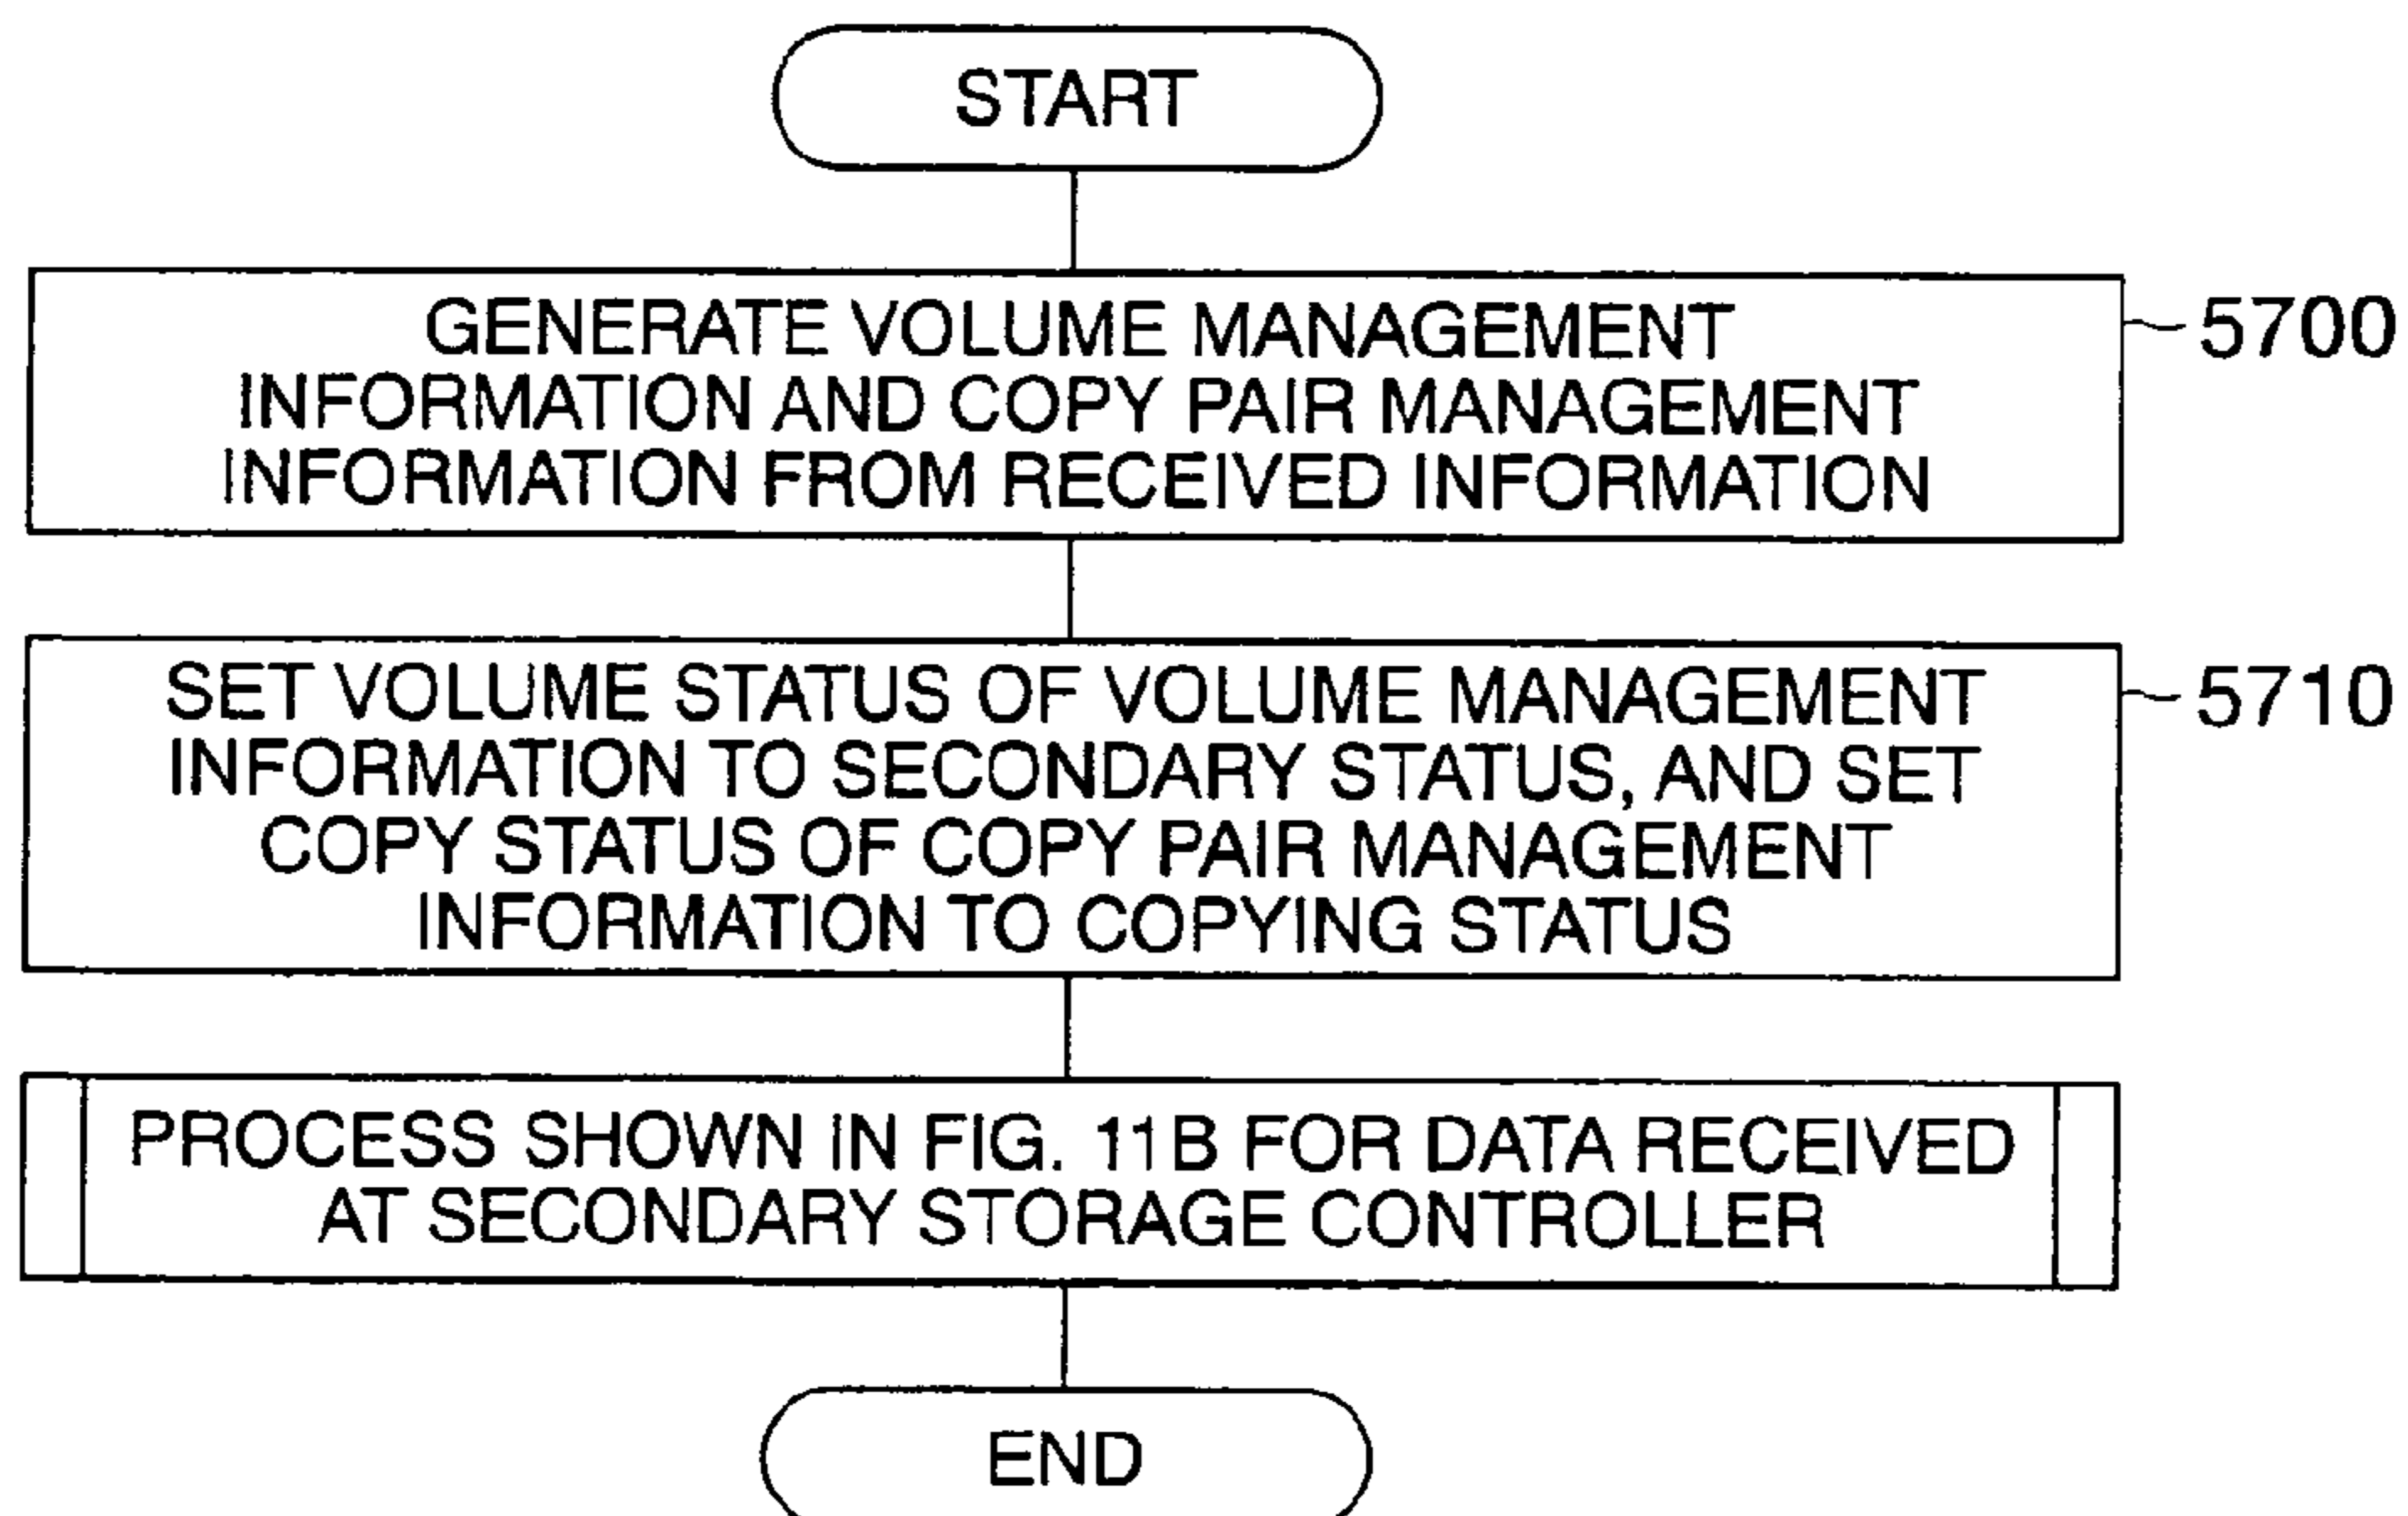 START
GENERATE VOLUME MANAGEMENT
INFORMATION AND COPY PAIR MANAGEMENT
INFORMATION FROM RECEIVED INFORMATION
5700
SET VOLUME STATUS OF VOLUME MANAGEMENT
INFORMATION TO SECONDARY STATUS, AND SET
COPY STATUS OF COPY PAIR MANAGEMENT
INFORMATION TO COPYING STATUS
5710
PROCESS SHOWN IN FIG. 11B FOR DATA RECEIVED
AT SECONDARY STORAGE CONTROLLER
END